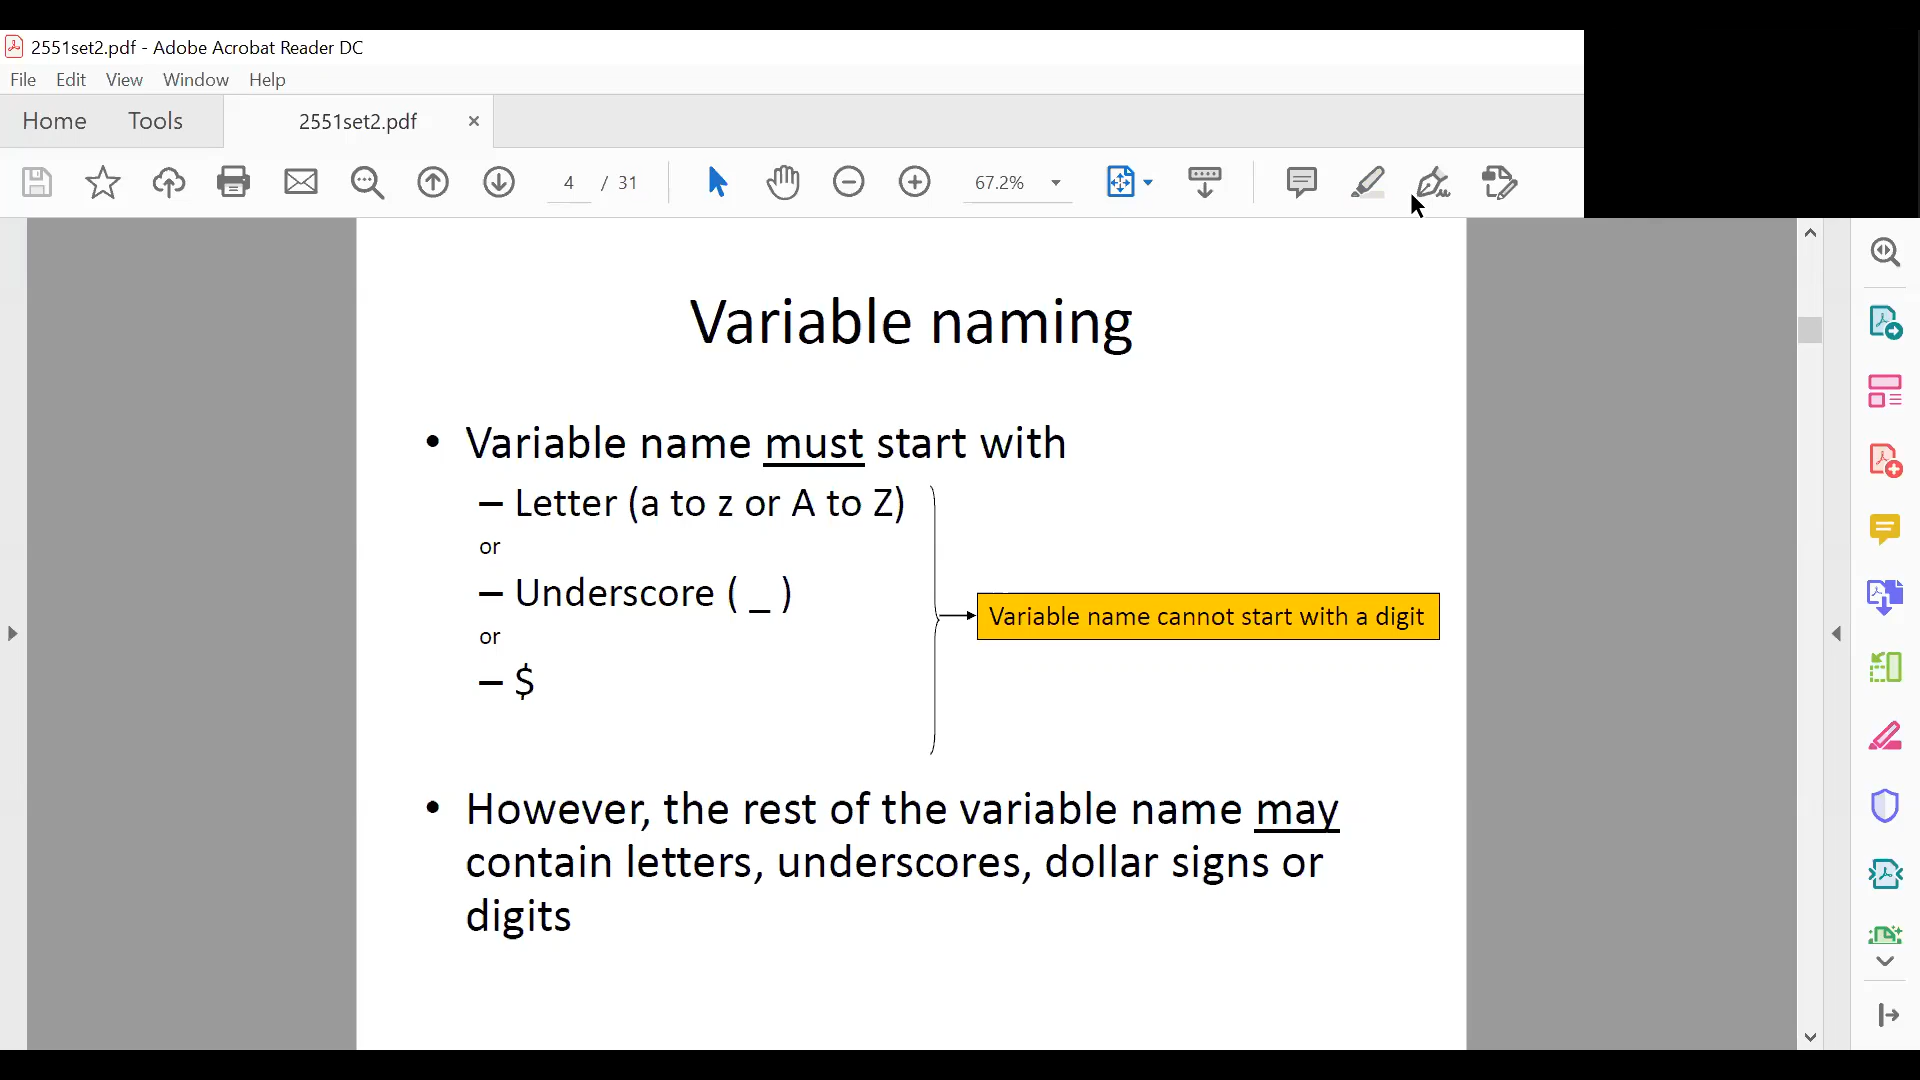 2551set2.pdf - Adobe Acrobat Reader DC
File Edit View Window Help
Home Tools 2551set2.pdf ×
4 / 31 67.2%
Variable naming
• Variable name must start with
– Letter (a to z or A to Z)
or
– Underscore ( _ )
or
– $
Variable name cannot start with a digit
• However, the rest of the variable name may
contain letters, underscores, dollar signs or
digits